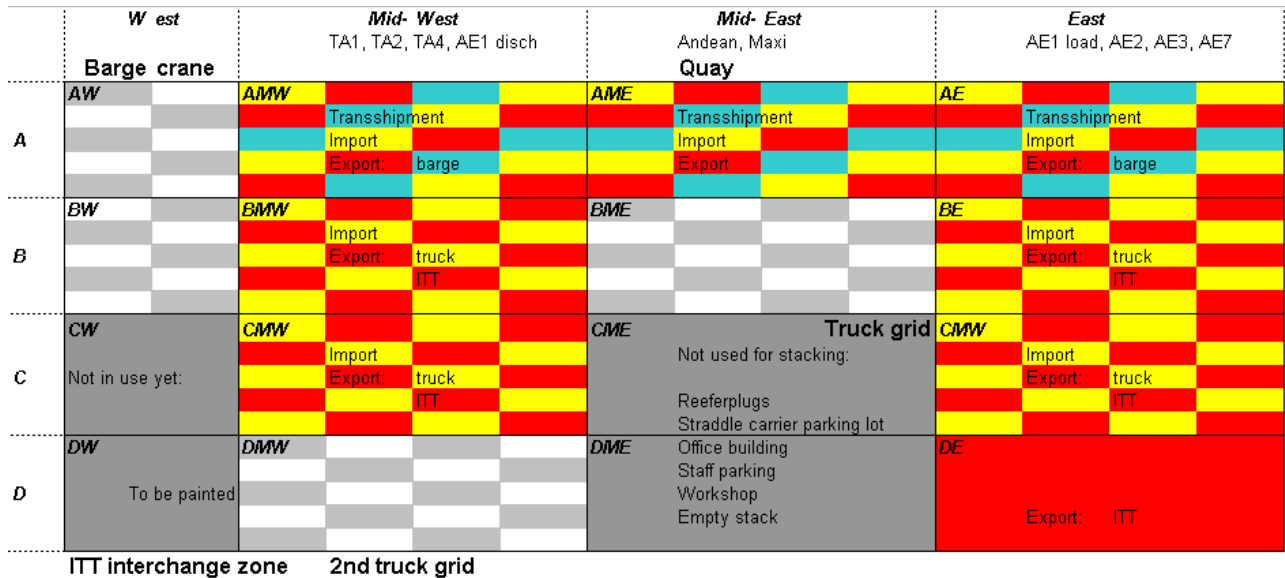 W est Mid- West Mid- East East
TA1, TA2, TA4, AE1 disch Andean, Maxi AE1 load, AE2, AE3, AE7
Barge crane Quay
AW AMW AME AE
Transshipment Transshipment Transshipment
A Import Import Import
Export: barge Export Export: barge
BW BMW BME BE
Import Import
B Export: truck Export: truck
ITT ITT
CW CMW CME Truck grid CMW
Import Not used for stacking: Import
C Not in use yet: Export: truck Export: truck
ITT Reeferplugs ITT
Straddle carrier parking lot
DW DMW DME Office building DE
Staff parking
D To be painted Workshop
Empty stack Export: ITT
ITT interchange zone 2nd truck grid